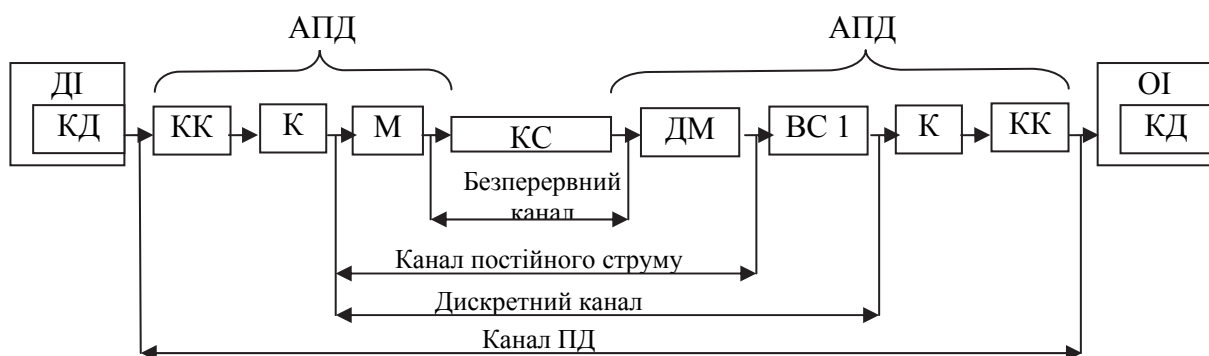 АПД
АПД
ДІ
КД
КК
К
М
КС
ДМ
ВС 1
К
КК
ОІ
КД
Безперервний
канал
Канал постійного струму
Дискретний канал
Канал ПД